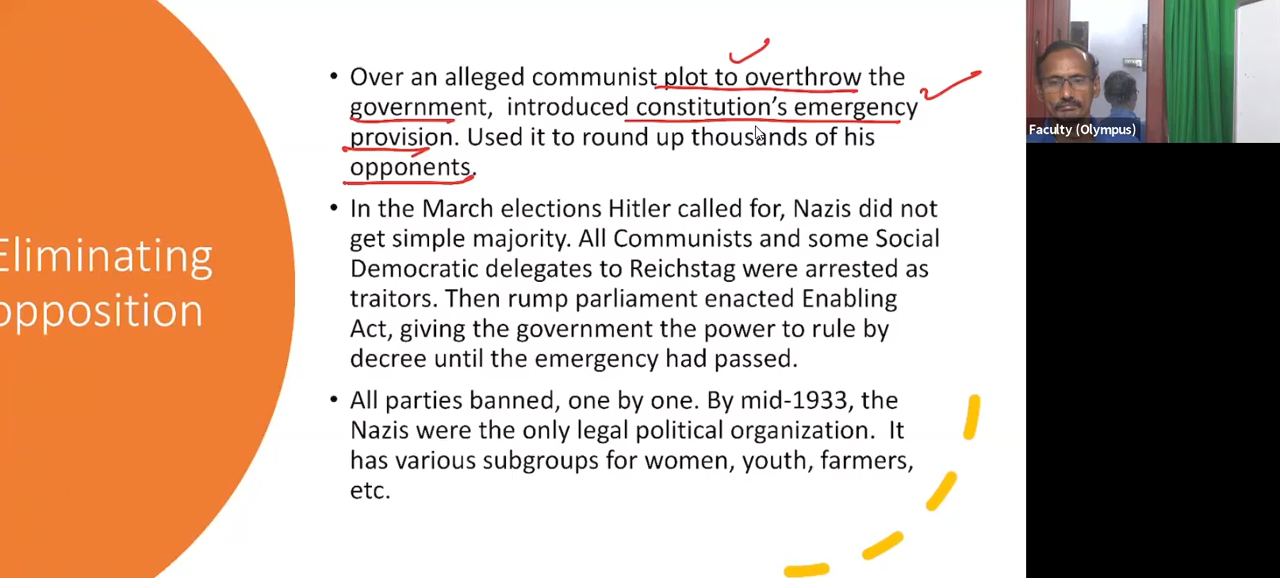 Eliminating
opposition
• Over an alleged communist plot to overthrow the
government, introduced constitution's emergency
provision. Used it to round up thousands of his
opponents.
• In the March elections Hitler called for, Nazis did not
get simple majority. All Communists and some Social
Democratic delegates to Reichstag were arrested as
traitors. Then rump parliament enacted Enabling
Act, giving the government the power to rule by
decree until the emergency had passed.
• All parties banned, one by one. By mid-1933, the
Nazis were the only legal political organization. It
has various subgroups for women, youth, farmers,
etc.
Faculty (Olympus)